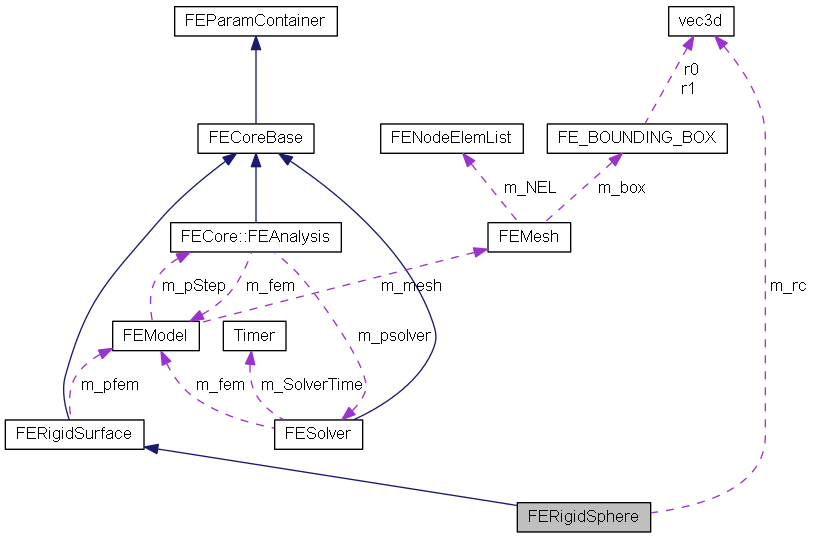 FEParamContainer
vec3d
r0
r1
FECoreBase
FENodeElemList
FE_BOUNDING_BOX
m_NEL
m_box
FECore::FEAnalysis
FEMesh
m_pStep
m_fem
m_mesh
m_rc
FEModel
Timer
m_psolver
m_pfem
m_fem
m_SolverTime
FERigidSurface
FESolver
FERigidSphere